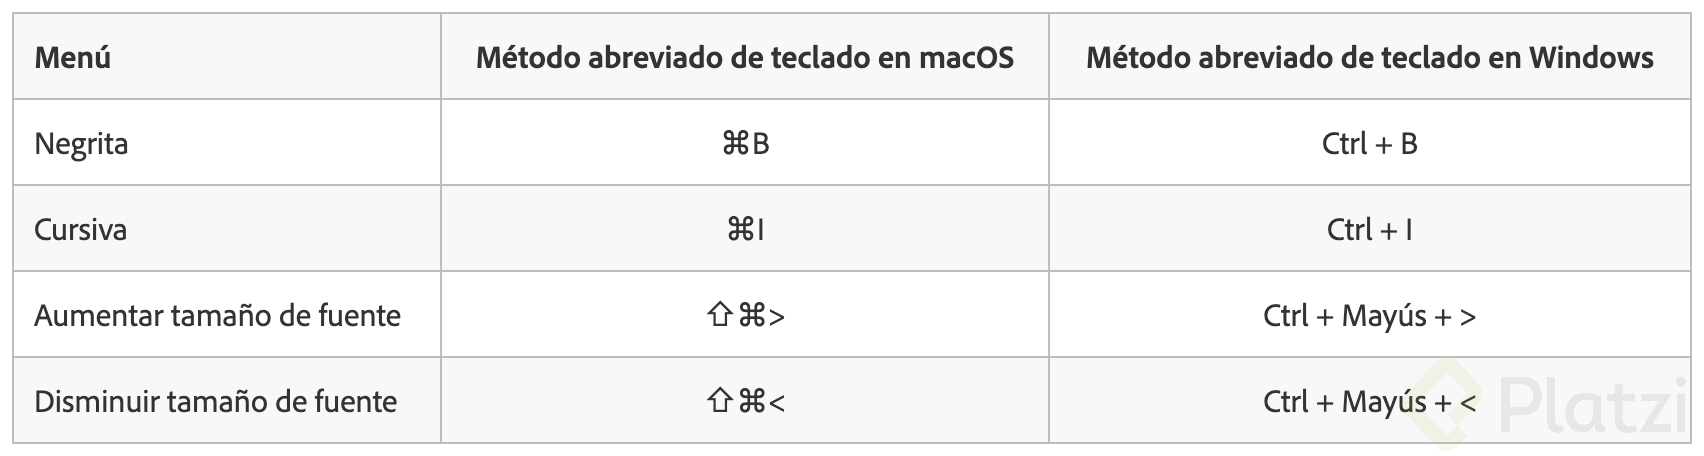 Menú Método abreviado de teclado en macOS Método abreviado de teclado en Windows
Negrita ⌘B Ctrl + B
Cursiva ⌘I Ctrl + I
Aumentar tamaño de fuente ⇧⌘> Ctrl + Mayús + >
Disminuir tamaño de fuente ⇧⌘< Ctrl + Mayús + <
Platzi